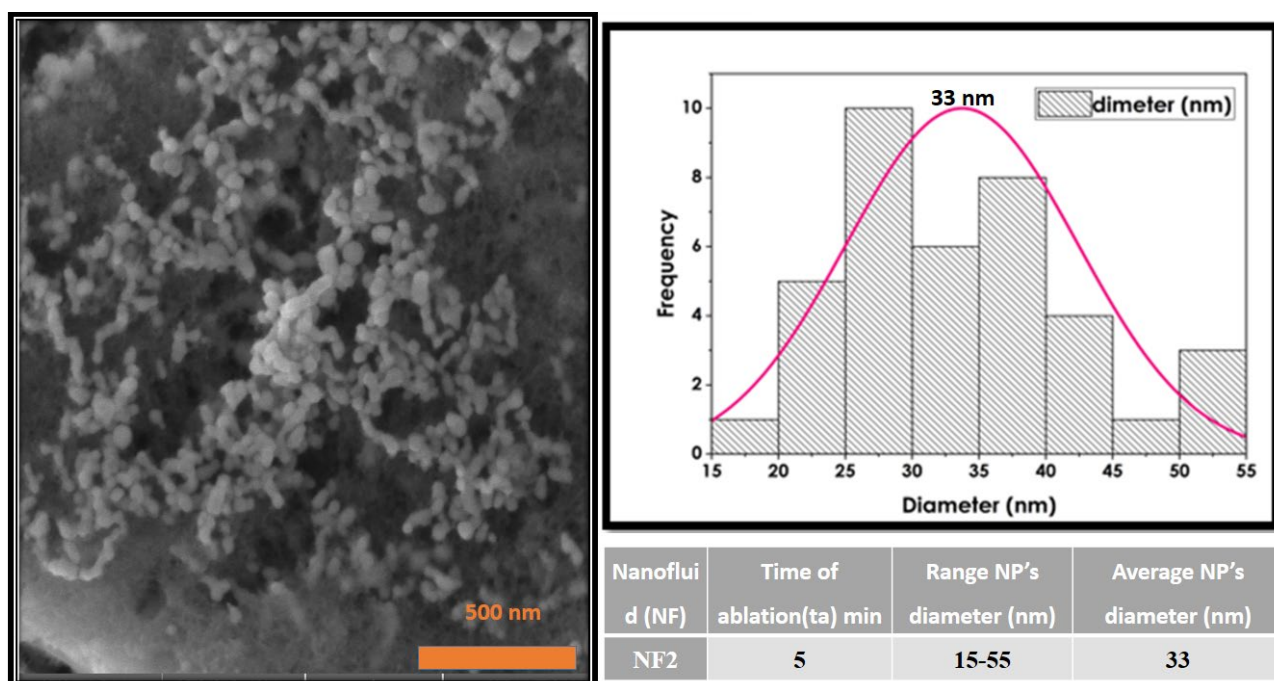 500 nm
33 nm
dimeter (nm)
10
8
6
4
2
0
Frequency
15 20 25 30 35 40 45 50 55
Diameter (nm)
Nanoflui Time of Range NP's Average NP's
d (NF) ablation(ta) min diameter (nm) diameter (nm)
NF2 5 15-55 33